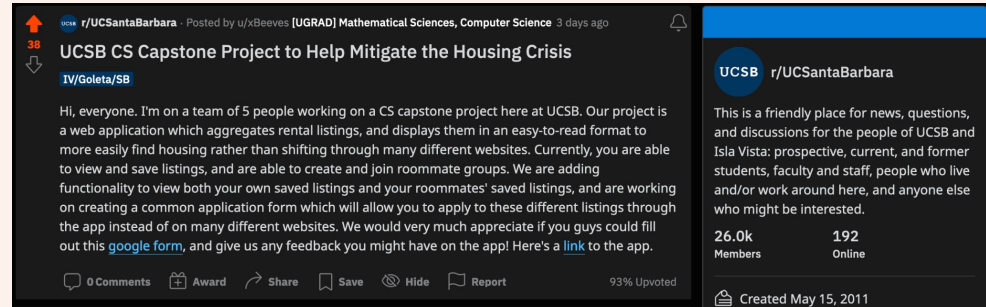 UCSB r/UCSantaBarbara · Posted by u/xBeeves [UGRAD] Mathematical Sciences, Computer Science 3 days ago
38
UCSB CS Capstone Project to Help Mitigate the Housing Crisis
IV/Goleta/SB
Hi, everyone. I'm on a team of 5 people working on a CS capstone project here at UCSB. Our project is
a web application which aggregates rental listings, and displays them in an easy-to-read format to
more easily find housing rather than shifting through many different websites. Currently, you are able
to view and save listings, and are able to create and join roommate groups. We are adding
functionality to view both your own saved listings and your roommates' saved listings, and are working
on creating a common application form which will allow you to apply to these different listings through
the app instead of on many different websites. We would very much appreciate if you guys could fill
out this google form, and give us any feedback you might have on the app! Here's a link to the app.
0 Comments Award Share Save Hide Report 93% Upvoted
UCSB r/UCSantaBarbara
This is a friendly place for news, questions,
and discussions for the people of UCSB and
Isla Vista: prospective, current, and former
students, faculty and staff, people who live
and/or work around here, and anyone else
who might be interested.
26.0k 192
Members Online
Created May 15, 2011